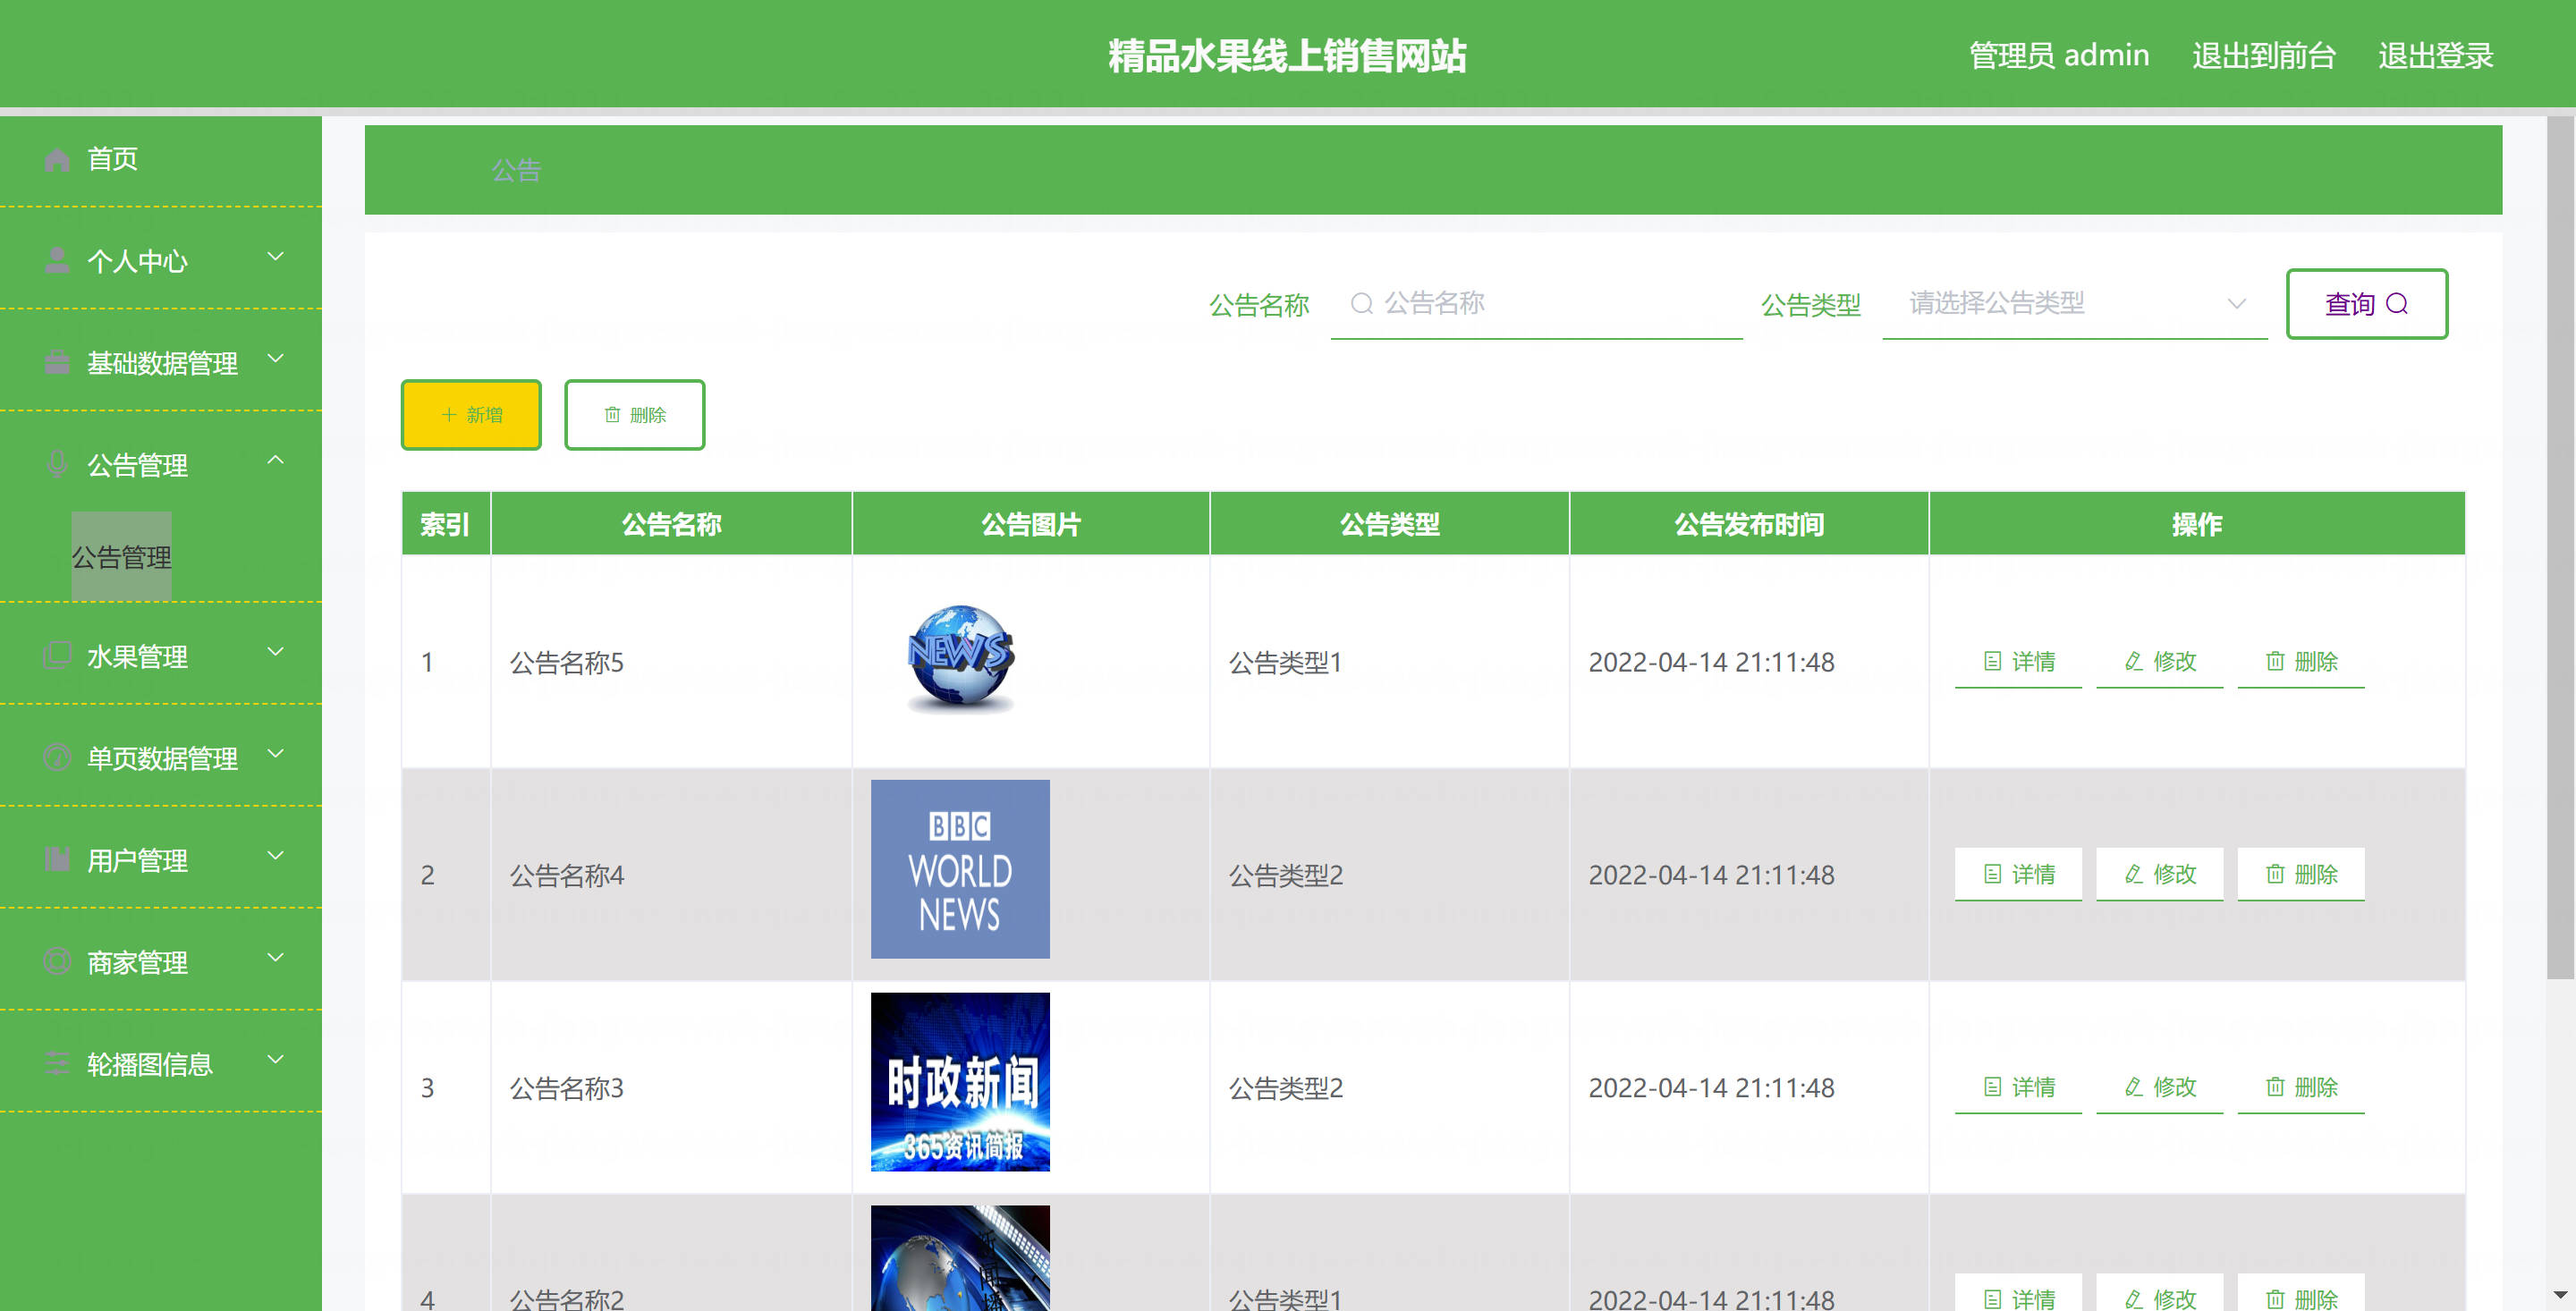 精品水果线上销售网站
管理员 admin 退出到前台 退出登录
首页
个人中心
基础数据管理
公告管理
公告管理
水果管理
单页数据管理
用户管理
商家管理
轮播图信息
公告
公告名称 公告名称 公告类型 请选择公告类型 查询
新增 删除
索引 公告名称 公告图片 公告类型 公告发布时间 操作
1 公告名称5 NEWS 公告类型1 2022-04-14 21:11:48 详情 修改 删除
2 公告名称4 公告类型2 2022-04-14 21:11:48 详情 修改 删除
BBC
WORLD
NEWS
3 公告名称3 公告类型2 2022-04-14 21:11:48 详情 修改 删除
时政新闻
365资讯简报
4 公告名称2 公告类型1 2022-04-14 21:11:48 详情 修改 删除
新闻播